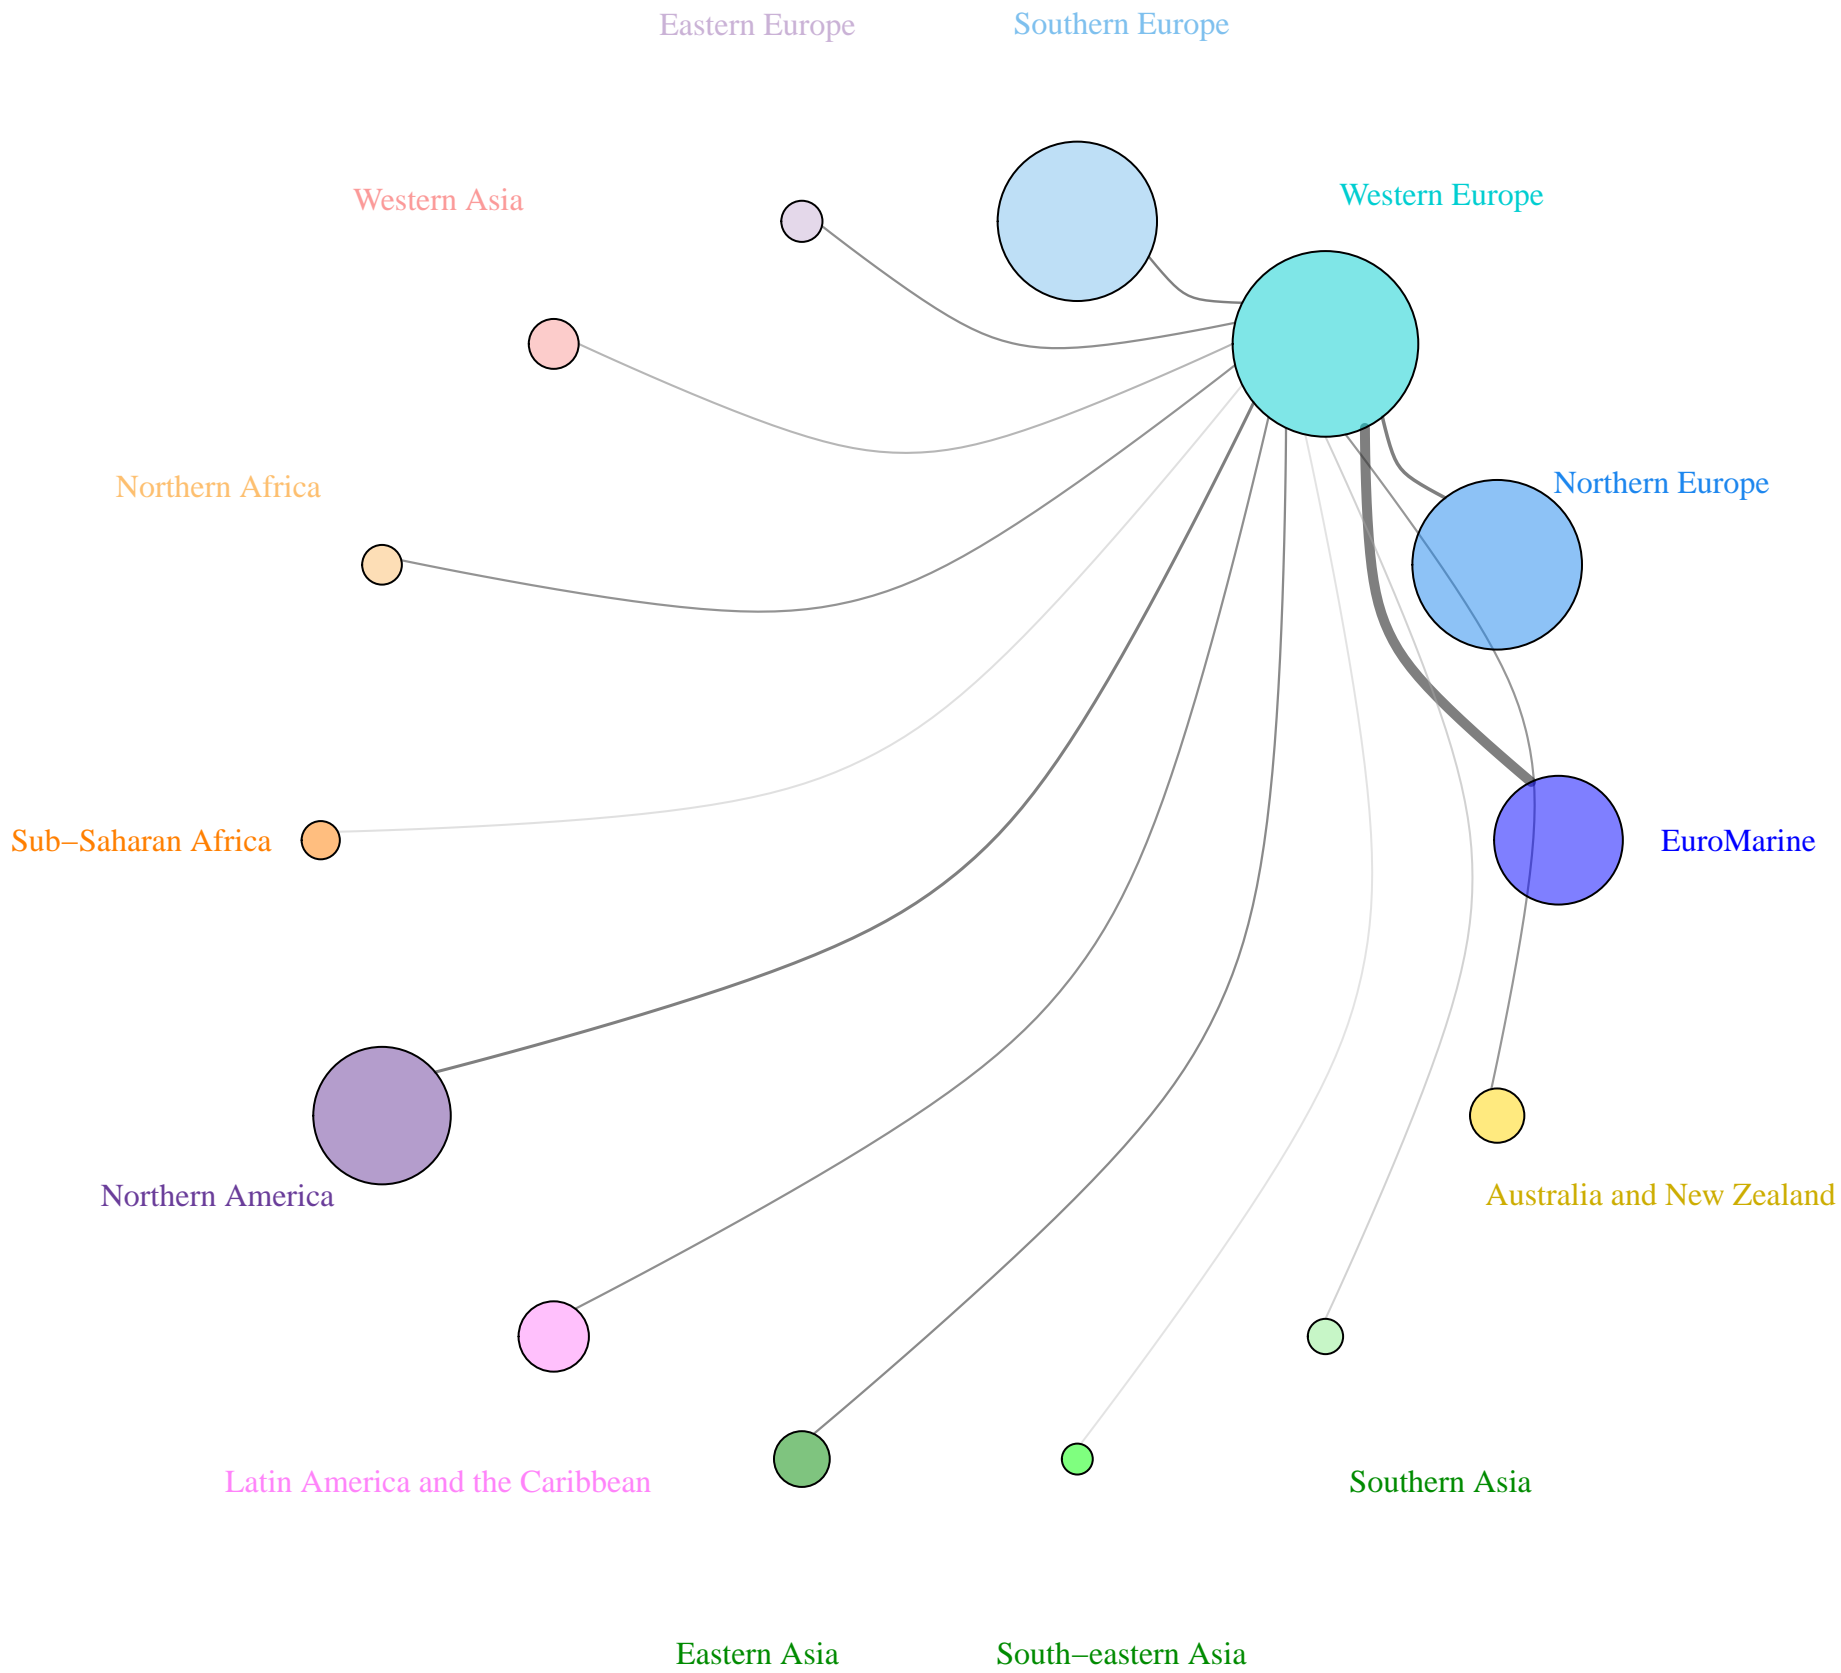 Eastern Europe
Southern Europe
Western Asia
Western Europe
Northern Africa
Northern Europe
Sub−Saharan Africa
EuroMarine
Northern America
Australia and New Zealand
Latin America and the Caribbean
Southern Asia
Eastern Asia
South−eastern Asia